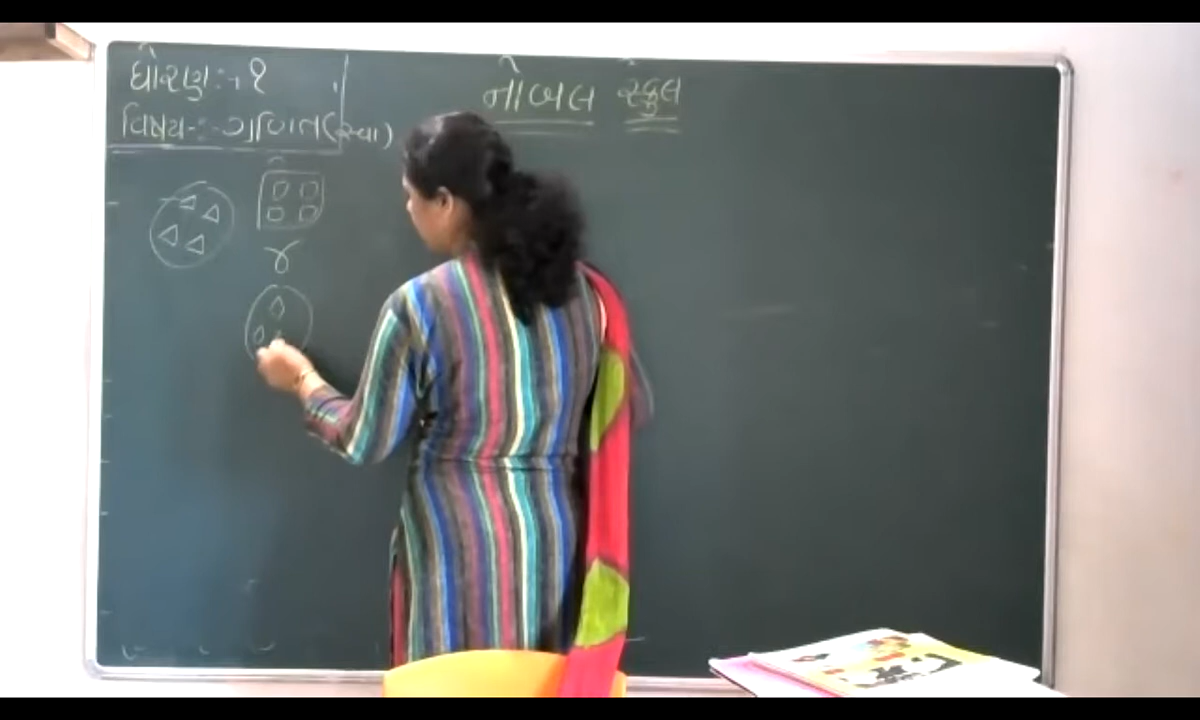 ધોરણ :- ૧
નોબલ સ્કુલ
વિષય :- ગણિત (સ્વા)
૪